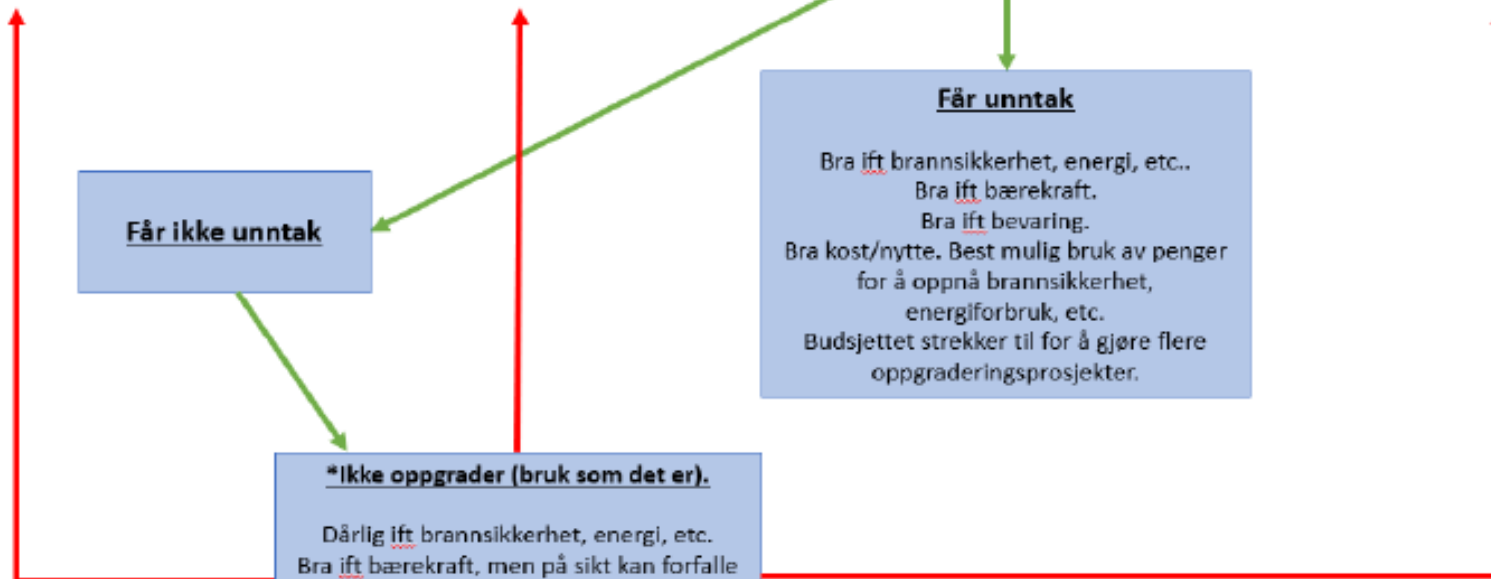 Får unntak
Bra ift brannsikkerhet, energi, etc..
Bra ift bærekraft.
Bra ift bevaring.
Bra kost/nytte. Best mulig bruk av penger
for å oppnå brannsikkerhet,
energiforbruk, etc.
Budsjettet strekker til for å gjøre flere
oppgraderingsprosjekter.
Får ikke unntak
*Ikke oppgrader (bruk som det er).
Dårlig ift brannsikkerhet, energi, etc.
Bra ift bærekraft, men på sikt kan forfalle